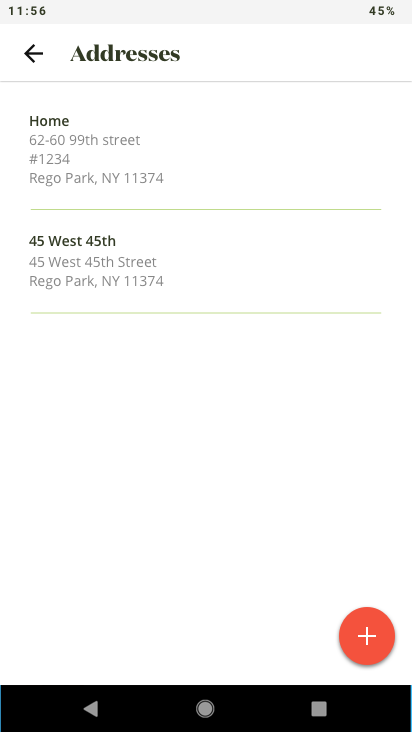 11:56
45%
Addresses
Home
62-60 99th street
#1234
Rego Park, NY 11374
45 West 45th
45 West 45th Street
Rego Park, NY 11374